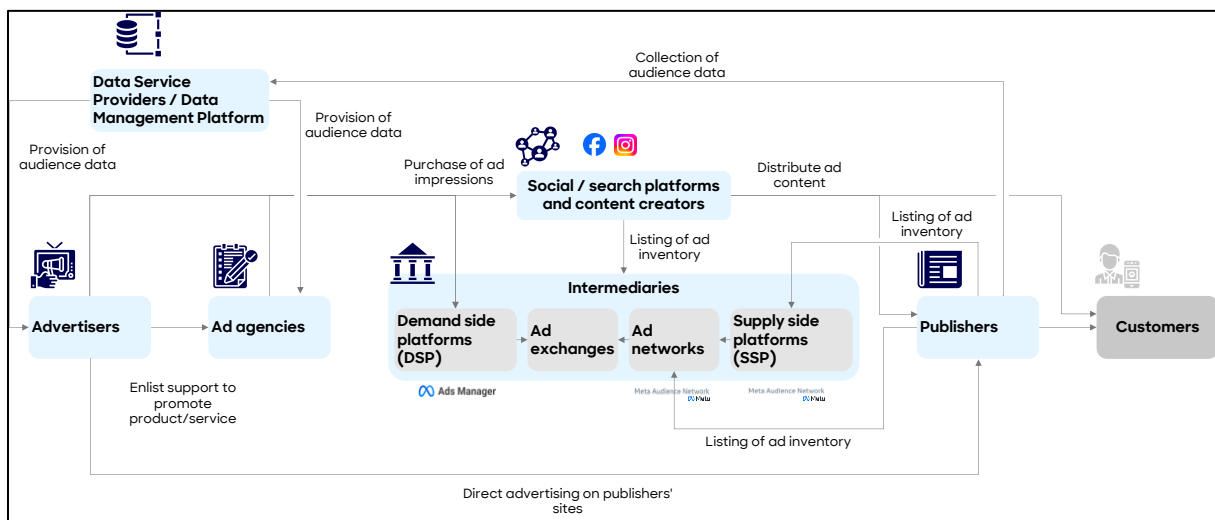 Collection of
audience data
Data Service
Providers / Data
Management Platform
Provision of
audience data
Provision of
audience data
Purchase of ad
impressions
Social / search platforms
and content creators
Distribute ad
content
Listing of ad
inventory
Listing of ad
inventory
Intermediaries
Advertisers
Ad agencies
Demand side
platforms
(DSP)
Ad
exchanges
Ad
networks
Supply side
platforms
(SSP)
Publishers
Customers
Ads Manager
Meta Audience Network
Meta
Meta Audience Network
Meta
Enlist support to
promote
product/service
Listing of ad inventory
Direct advertising on publishers'
sites